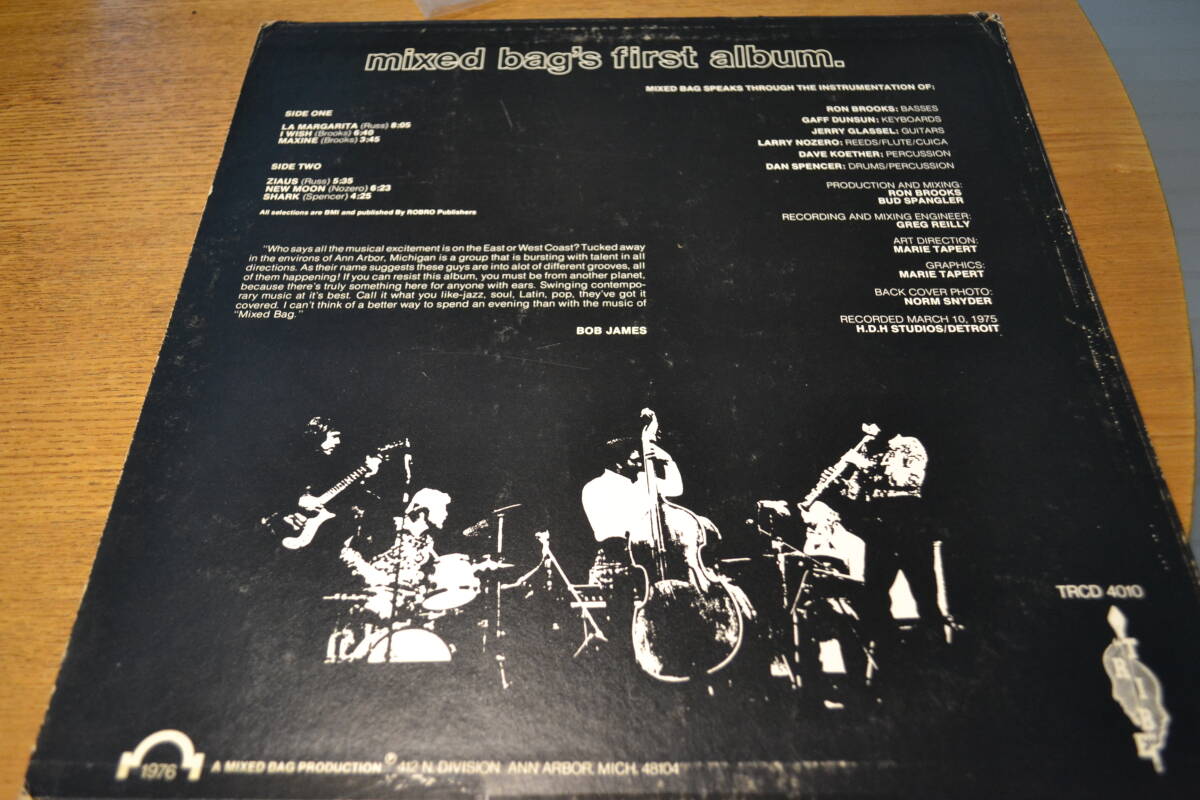 mixed bag's first album.
SIDE ONE
LA MARGARITA (Russ) 8:05
I WISH (Brooks) 6:40
MAXINE (Brooks) 3:45
SIDE TWO
ZIAUS (Russ) 5:35
NEW MOON (Nozero) 6:23
SHARK (Spencer) 4:25
All selections are BMI and published By ROBRO Publishers
"Who says all the musical excitement is on the East or West Coast? Tucked away
in the environs of Ann Arbor, Michigan is a group that is bursting with talent in all
directions. As their name suggests these guys are into alot of different grooves, all
of them happening! If you can resist this album, you must be from another planet,
because there's truly something here for anyone with ears. Swinging contempo-
rary music at it's best. Call it what you like-jazz, soul, Latin, pop, they've got it
covered. I can't think of a better way to spend an evening than with the music of
"Mixed Bag."
BOB JAMES
MIXED BAG SPEAKS THROUGH THE INSTRUMENTATION OF:
RON BROOKS: BASSES
GAFF DUNSUN: KEYBOARDS
JERRY GLASSEL: GUITARS
LARRY NOZERO: REEDS/FLUTE/CUICA
DAVE KOETHER: PERCUSSION
DAN SPENCER: DRUMS/PERCUSSION
PRODUCTION AND MIXING:
RON BROOKS
BUD SPANGLER
RECORDING AND MIXING ENGINEER:
GREG REILLY
ART DIRECTION:
MARIE TAPERT
GRAPHICS:
MARIE TAPERT
BACK COVER PHOTO:
NORM SNYDER
RECORDED MARCH 10, 1975
H.D.H STUDIOS/DETROIT
TRCD 4010
TRIBE
1976 A MIXED BAG PRODUCTION ℗ 412 N. DIVISION ANN ARBOR, MICH. 48104